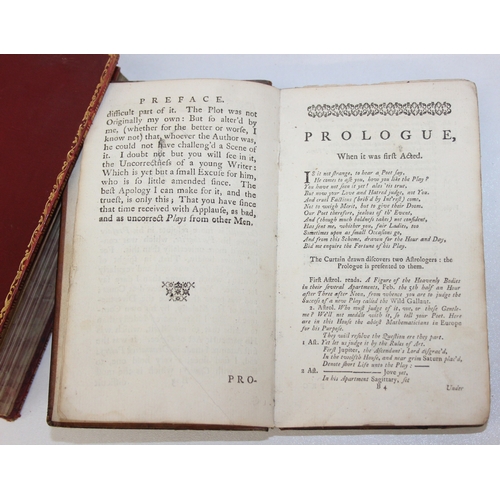 PREFACE.
difficult part of it. The Plot was not
Originally my own: But so alter'd by
me, (whether for the better or worse, I
know not) that whoever the Author was,
he could not have challeng'd a Scene of
it. I doubt not but you will see in it,
the Uncorrectness of a young Writer:
Which is yet but a small Excuse for him,
who is so little amended since. The
best Apology I can make for it, and the
truest, is only this; That you have since
that time received with Applause, as bad,
and as uncorrect Plays from other Men.
PRO-
PROLOGUE,
When it was first Acted.
IS it not strange, to hear a Poet say,
He comes to ask you, how you like the Play?
You have not seen it yet! alas 'tis true,
But now your Love and Hatred judge, not You.
And cruel Factions (brib'd by Int'rest) come,
Not to weigh Merit, but to give their Doom.
Our Poet therefore, jealous of th' Event,
And (though much boldness takes) not confident,
Has sent me, whither you, fair Ladies, too
Sometimes upon as small Occasions go,
And from this Scheme, drawn for the Hour and Day,
Bid me enquire the Fortune of his Play.
The Curtain drawn discovers two Astrologers: the
Prologue is presented to them.
First Astrol. reads. A Figure of the Heavenly Bodies
in their several Apartments, Feb. the 5th half an Hour
after Three after Noon, from whence you are to judge the
success of a new Play called the Wild Gallant.
2. Astrol. Who must judge of it, we, or these Gentle-
men? We'll not meddle with it, so tell your Poet. Here
are in this House the ablest Mathematicians in Europe
for his Purpose.
They will resolve the Question ere they part.
1 Ast. Yet let us judge it by the Rules of Art.
First Jupiter, the Ascendant's Lord disgrac'd,
In the twelfth House, and near grim Saturn plac'd,
Denote short Life unto the Play:
2 Ast. Jove yet,
In his Apartment Sagittary, set
B 4 Under